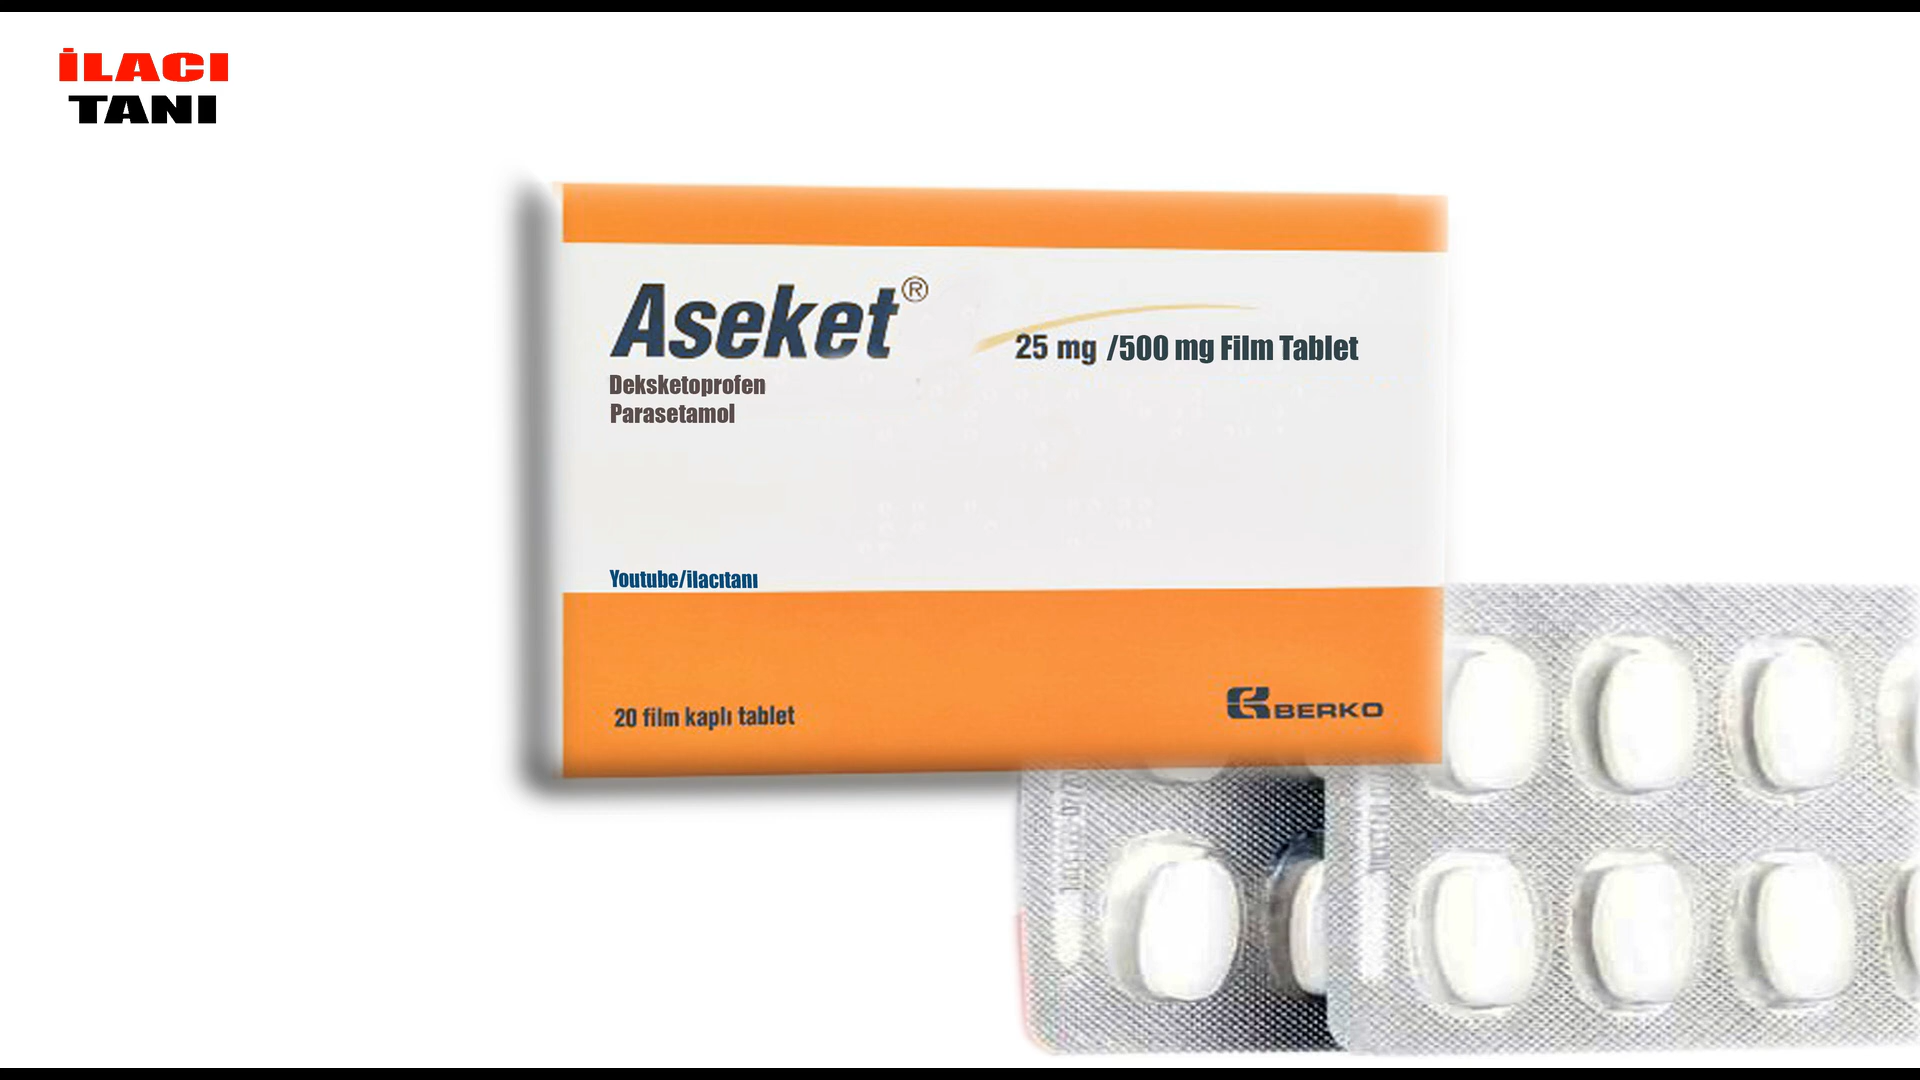 İLACI
TANI
Aseket®
25 mg /500 mg Film Tablet
Deksketoprofen
Parasetamol
Youtube/ilacıtanı
20 film kaplı tablet
BERKO